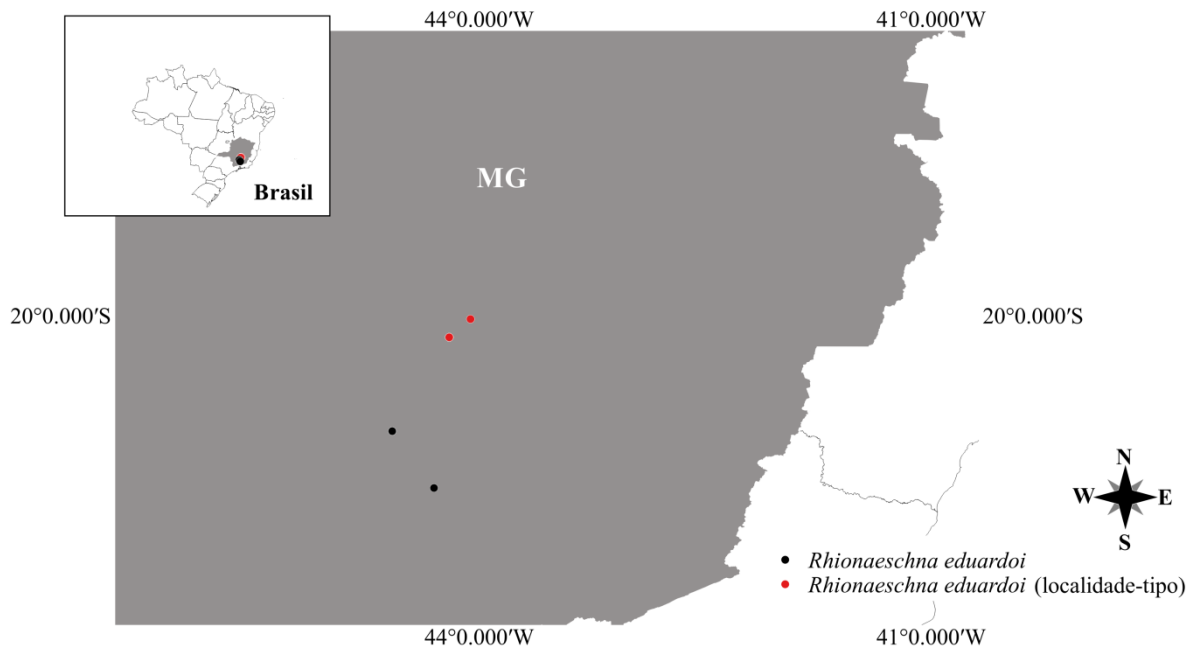 44°0.000′W 41°0.000′W
Brasil
MG
20°0.000′S 20°0.000′S
N
W E
S
Rhionaeschna eduardoi
Rhionaeschna eduardoi (localidade-tipo)
44°0.000′W 41°0.000′W